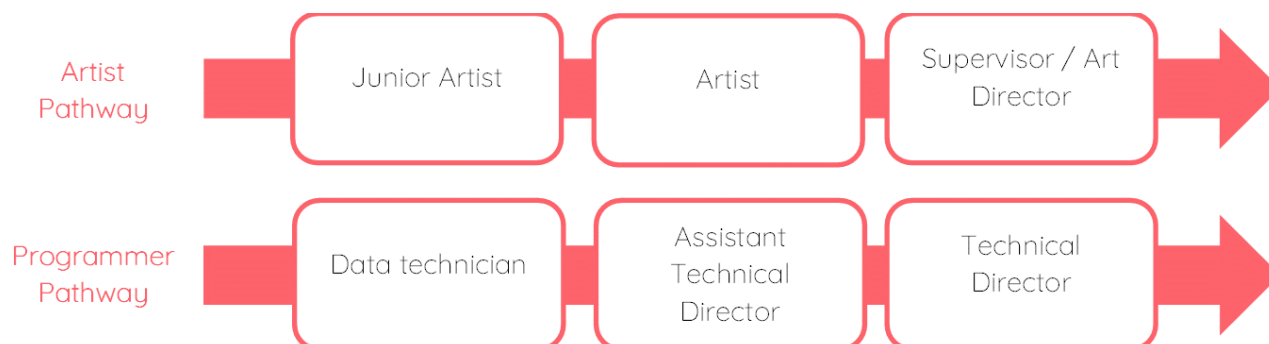 Artist
Pathway
Junior Artist
Artist
Supervisor / Art
Director
Programmer
Pathway
Data technician
Assistant
Technical
Director
Technical
Director